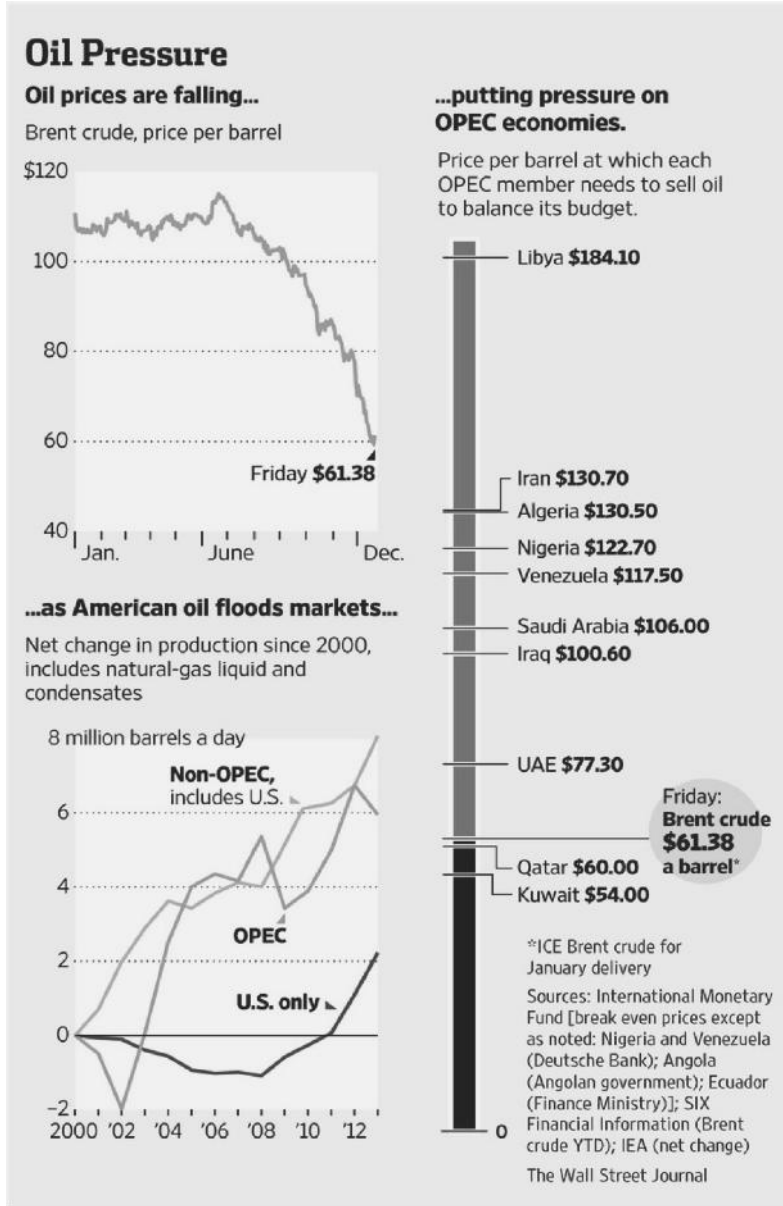 Oil Pressure
Oil prices are falling...
Brent crude, price per barrel
$120
100
80
60
40
Friday $61.38
Jan.
June
Dec.
...as American oil floods markets...
Net change in production since 2000,
includes natural-gas liquid and
condensates
8 million barrels a day
6
4
2
0
-2
Non-OPEC,
includes U.S.
OPEC
U.S. only
2000
'02
'04
'06
'08
'10
'12
...putting pressure on
OPEC economies.
Price per barrel at which each
OPEC member needs to sell oil
to balance its budget.
Libya $184.10
Iran $130.70
Algeria $130.50
Nigeria $122.70
Venezuela $117.50
Saudi Arabia $106.00
Iraq $100.60
UAE $77.30
Friday:
Brent crude
$61.38
a barrel*
Qatar $60.00
Kuwait $54.00
0
*ICE Brent crude for
January delivery
Sources: International Monetary
Fund [break even prices except
as noted: Nigeria and Venezuela
(Deutsche Bank); Angola
(Angolan government); Ecuador
(Finance Ministry)]; SIX
Financial Information (Brent
crude YTD); IEA (net change)
The Wall Street Journal